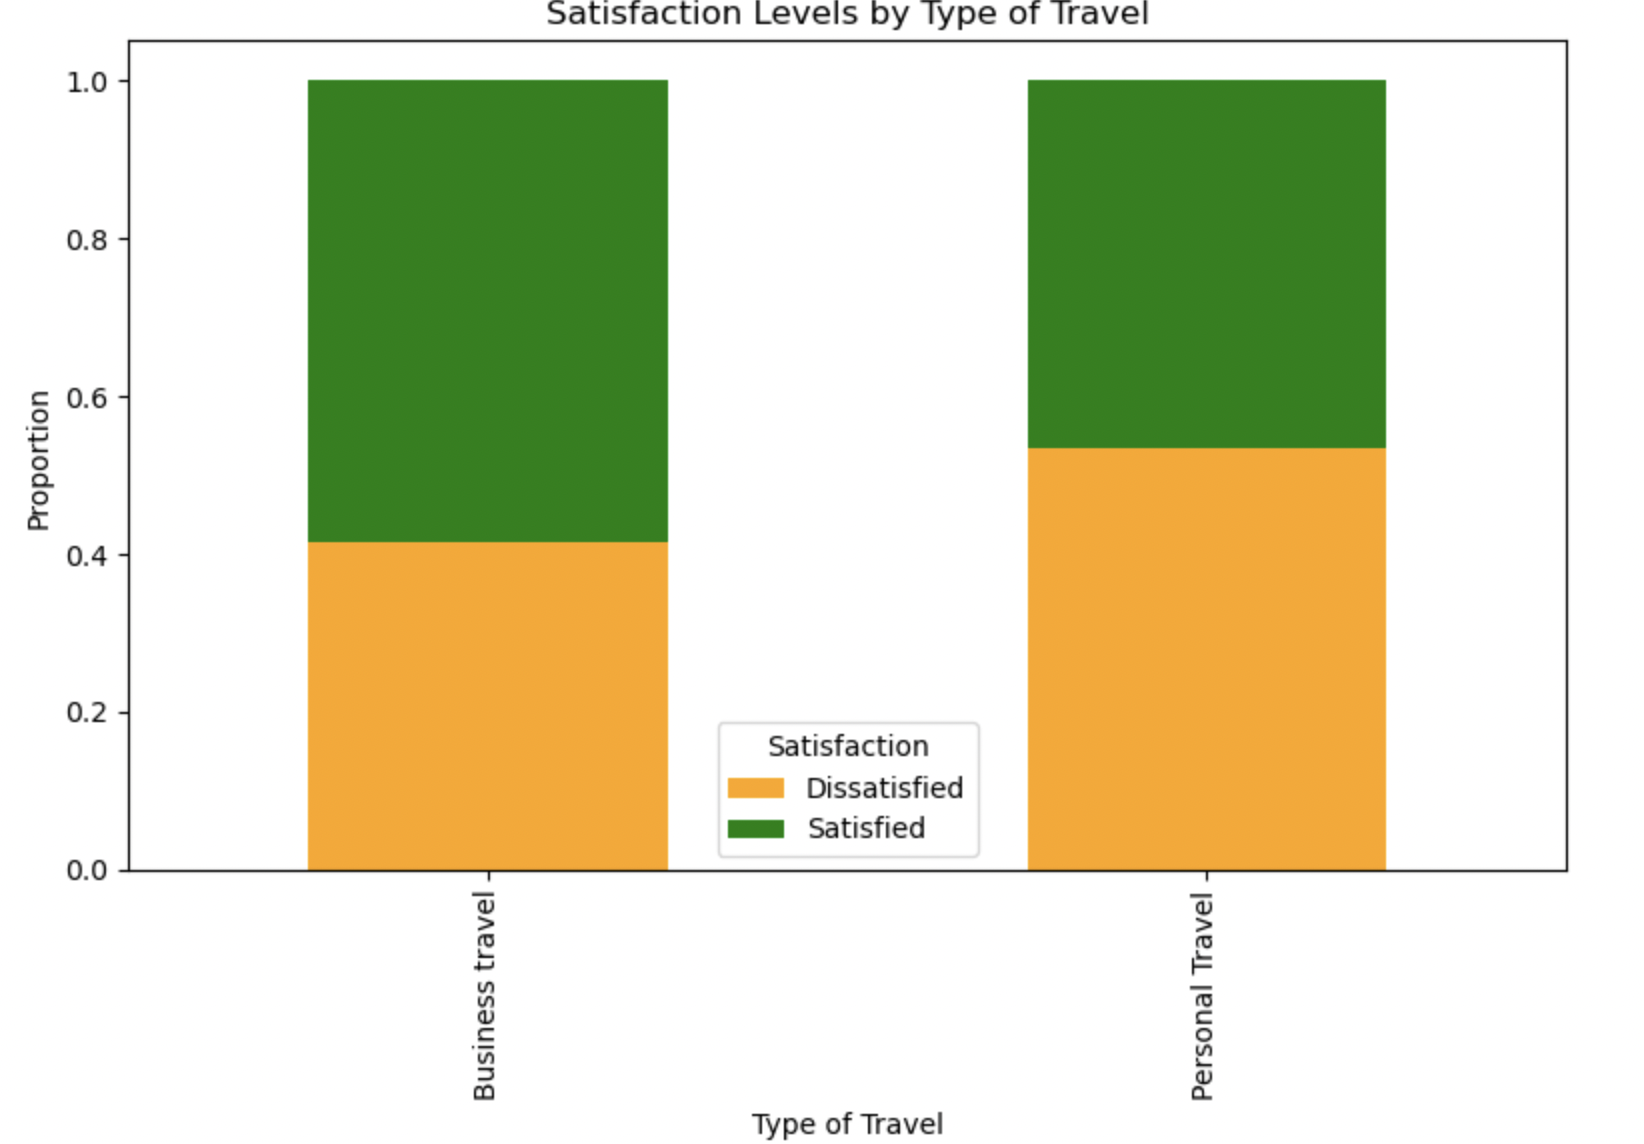 Satisfaction Levels by Type of Travel
1.0
0.8
0.6
0.4
0.2
0.0
Proportion
Satisfaction
Dissatisfied
Satisfied
Business travel
Personal Travel
Type of Travel